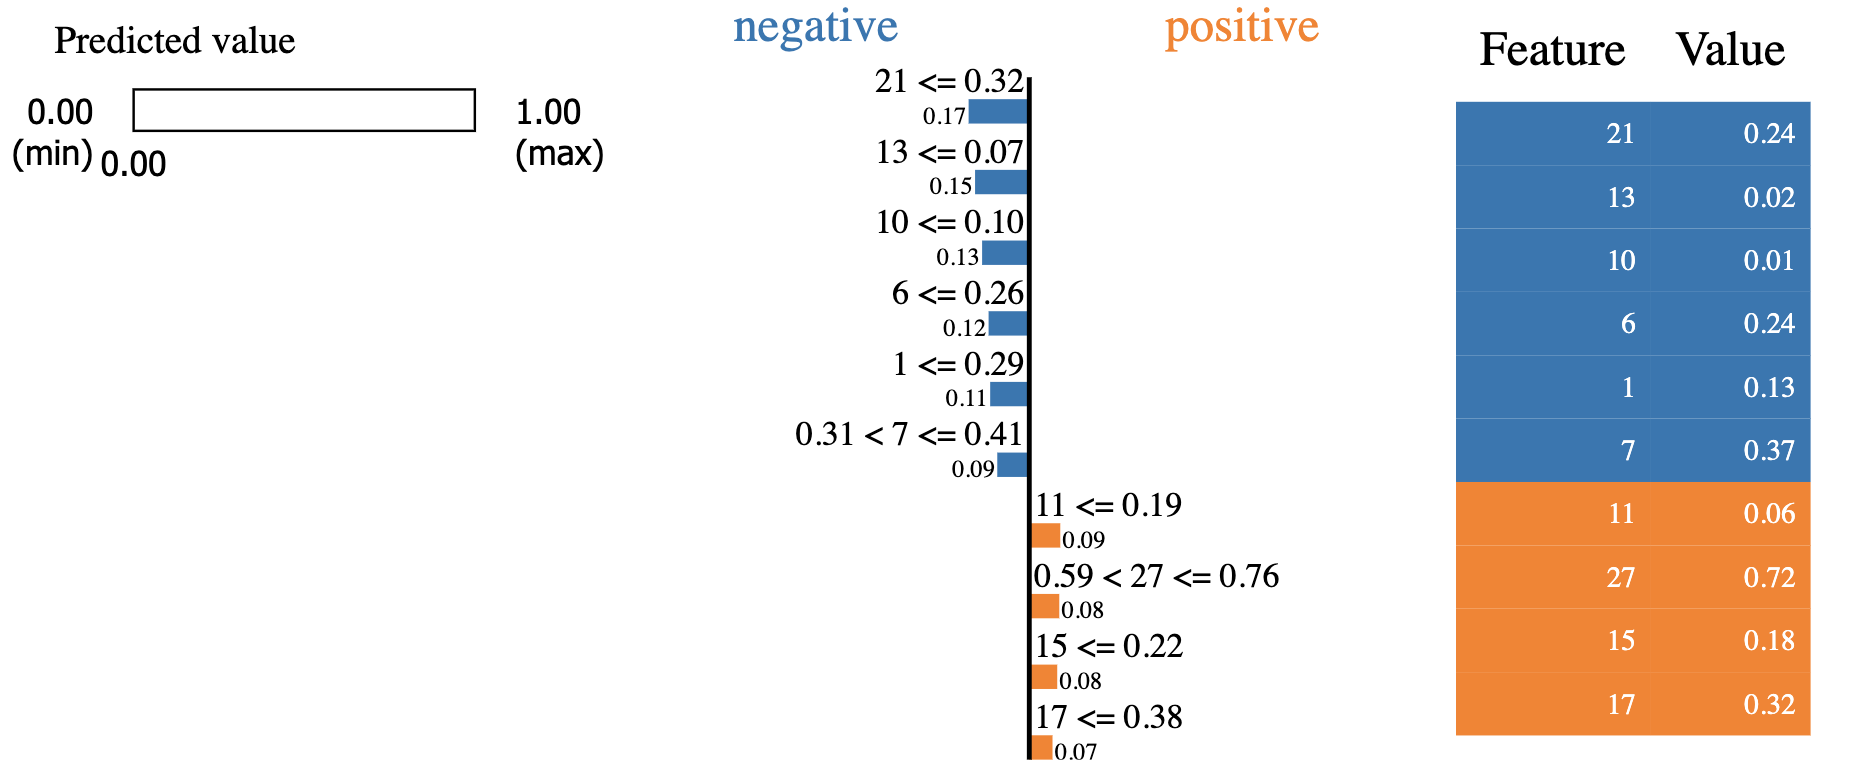 Predicted value
0.00
(min)
0.00
1.00
(max)
negative
positive
21 <= 0.32
0.17
13 <= 0.07
0.15
10 <= 0.10
0.13
6 <= 0.26
0.12
1 <= 0.29
0.11
0.31 < 7 <= 0.41
0.09
11 <= 0.19
0.09
0.59 < 27 <= 0.76
0.08
15 <= 0.22
0.08
17 <= 0.38
0.07
Feature Value
21 0.24
13 0.02
10 0.01
6 0.24
1 0.13
7 0.37
11 0.06
27 0.72
15 0.18
17 0.32